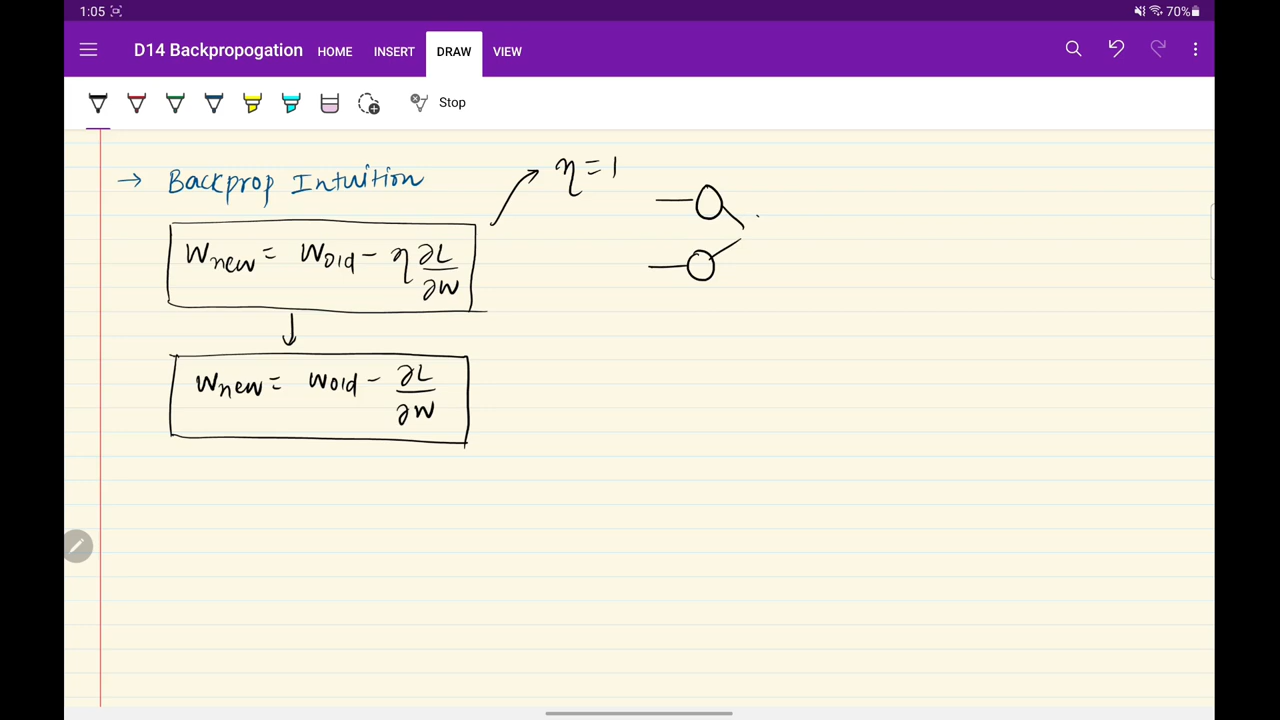 1:05
70%
D14 Backpropogation HOME INSERT DRAW VIEW
Stop
→ Backprop Intuition
η = 1
Wnew = Wold - η ∂L/∂W
Wnew = Wold - ∂L/∂W